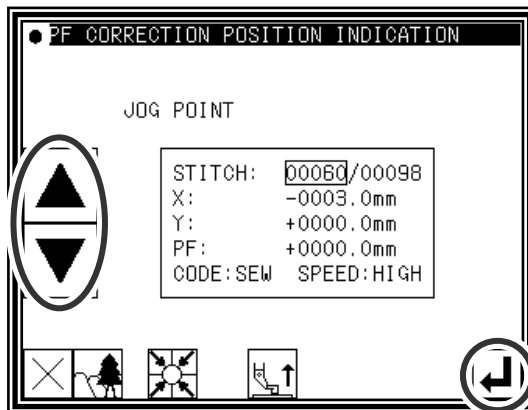 PF CORRECTION POSITION INDICATION
JOG POINT
STITCH: 00060/00098
X: -0003.0mm
Y: +0000.0mm
PF: +0000.0mm
CODE:SEW SPEED:HIGH